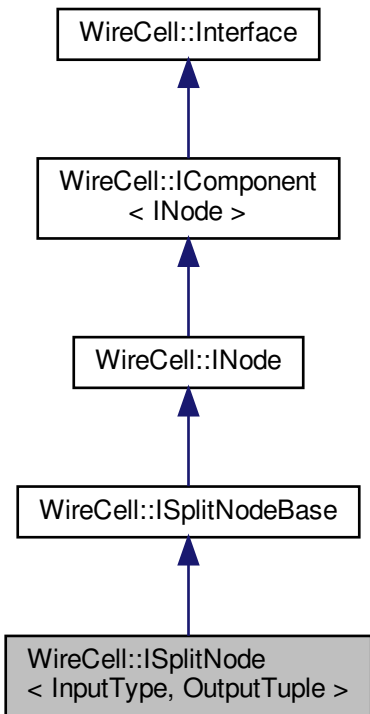 WireCell::Interface
WireCell::IComponent
< INode >
WireCell::INode
WireCell::ISplitNodeBase
WireCell::ISplitNode
< InputType, OutputTuple >